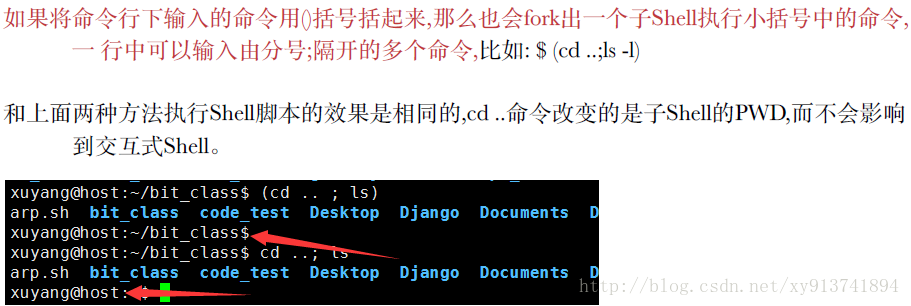 如果将命令行下输入的命令用()括号括起来,那么也会fork出一个子Shell执行小括号中的命令,
一 行中可以输入由分号;隔开的多个命令,比如: $ (cd ..;ls -l)
和上面两种方法执行Shell脚本的效果是相同的,cd ..命令改变的是子Shell的PWD,而不会影响
到交互式Shell。
xuyang@host:~/bit_class$ (cd .. ; ls)
arp.sh bit_class code_test Desktop Django Documents D
xuyang@host:~/bit_class$
xuyang@host:~/bit_class$ cd ..; ls
arp.sh bit_class code_test Desktop Django Documents D
xuyang@host: $
http://blog.csdn.net/xy913741894